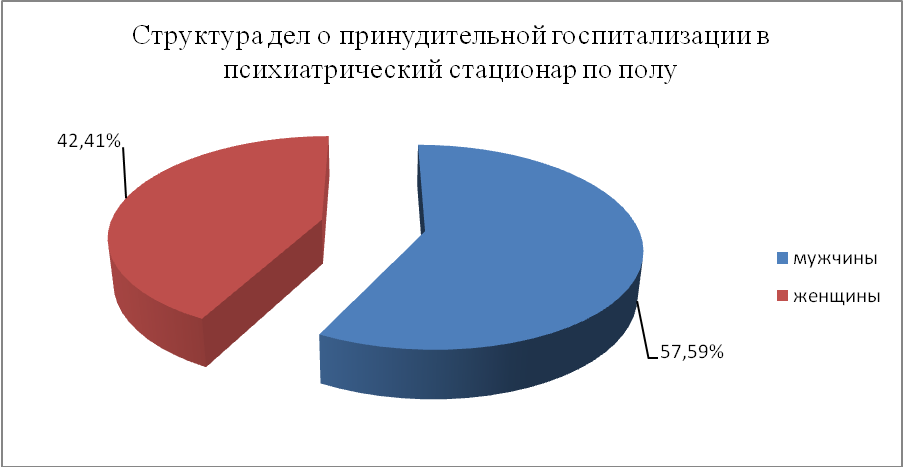 Структура дел о принудительной госпитализации в
психиатрический стационар по полу
42,41%
мужчины
женщины
57,59%